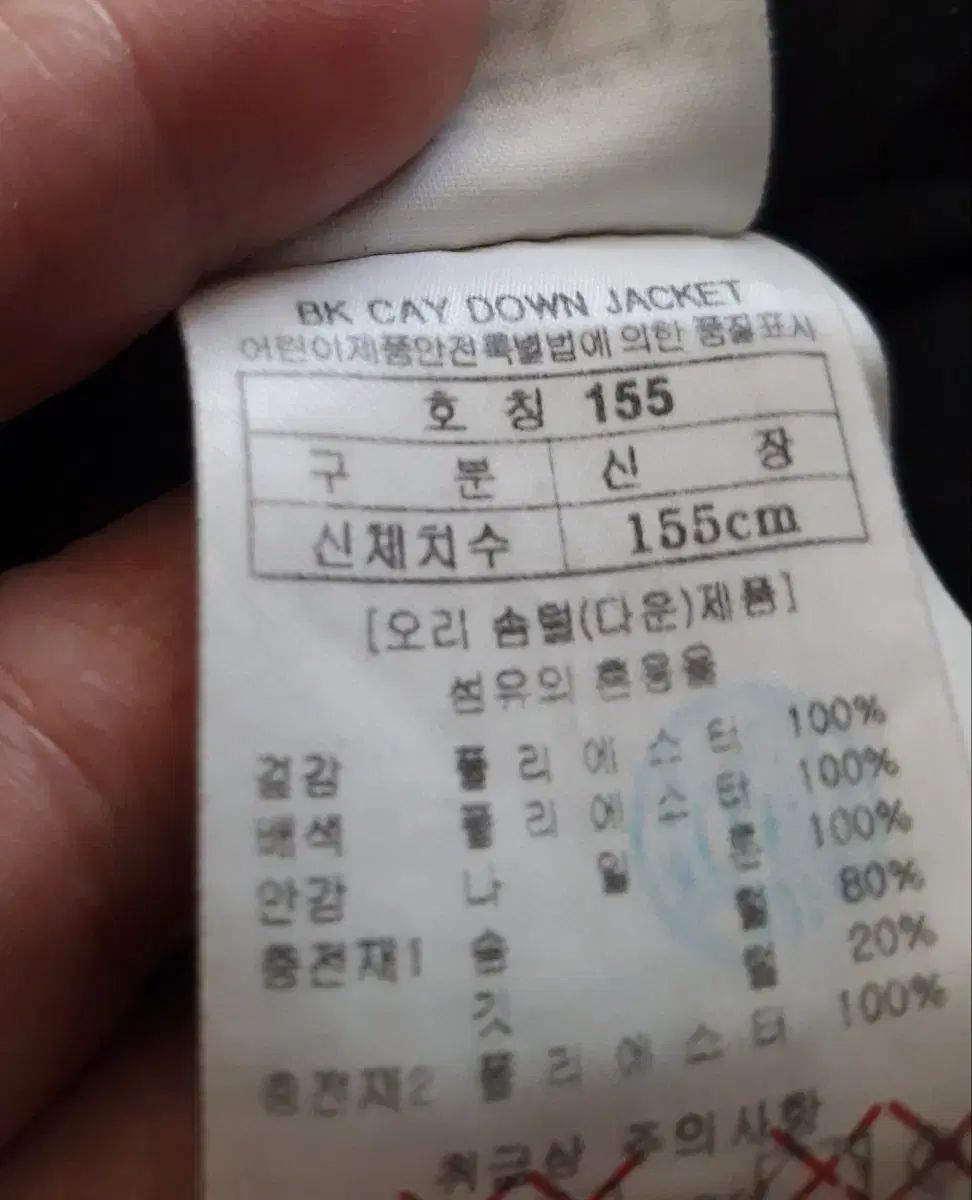 BK CAY DOWN JACKET
어린이제품안전특별법에 의한 품질표시
호 칭 155
구 분 신 장
신체치수 155cm
[오리 솜털(다운)제품]
섬유의 혼용율
겉감 폴 리 에 스 터 100%
배색 폴 리 에 스 터 100%
안감 나 일 론 100%
충전재1 솜 털 80%
깃 털 20%
충전재2 폴 리 에 스 터 100%
취급상 주의사항